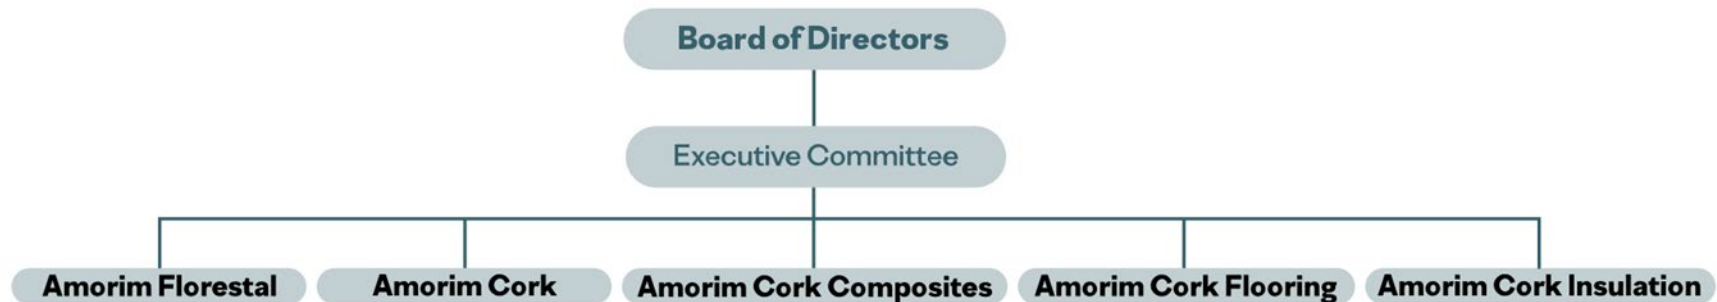 Board of Directors
Executive Committee
Amorim Florestal
Amorim Cork
Amorim Cork Composites
Amorim Cork Flooring
Amorim Cork Insulation